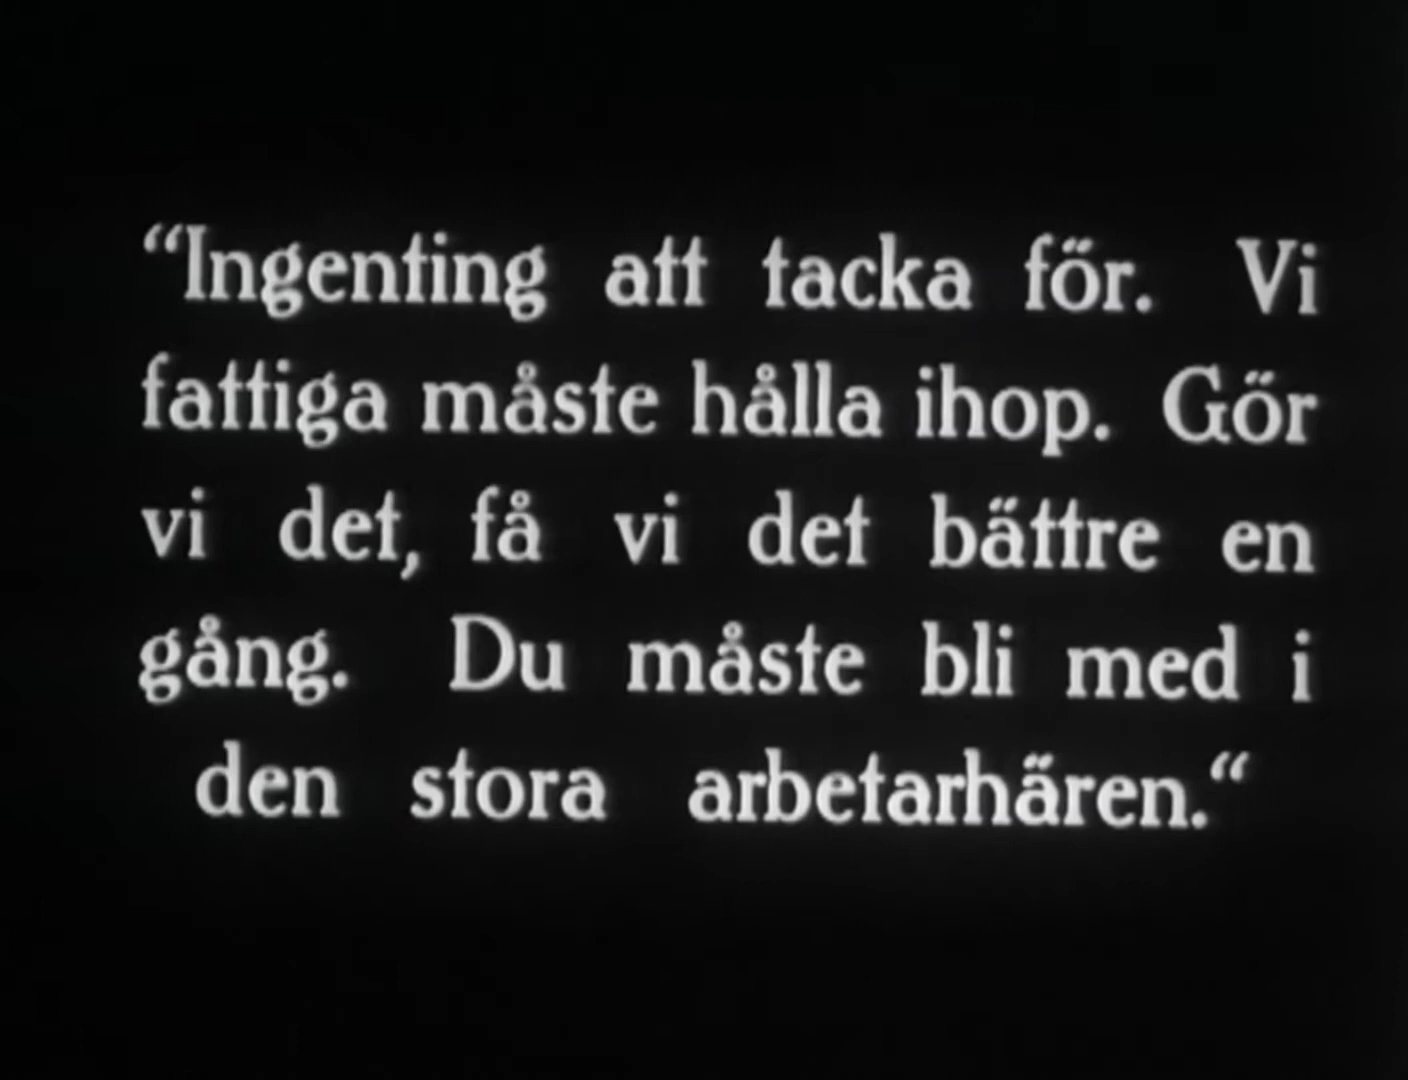 “Ingenting att tacka för. Vi
fattiga måste hålla ihop. Gör
vi det, få vi det bättre en
gång. Du måste bli med i
den stora arbetarhären.“